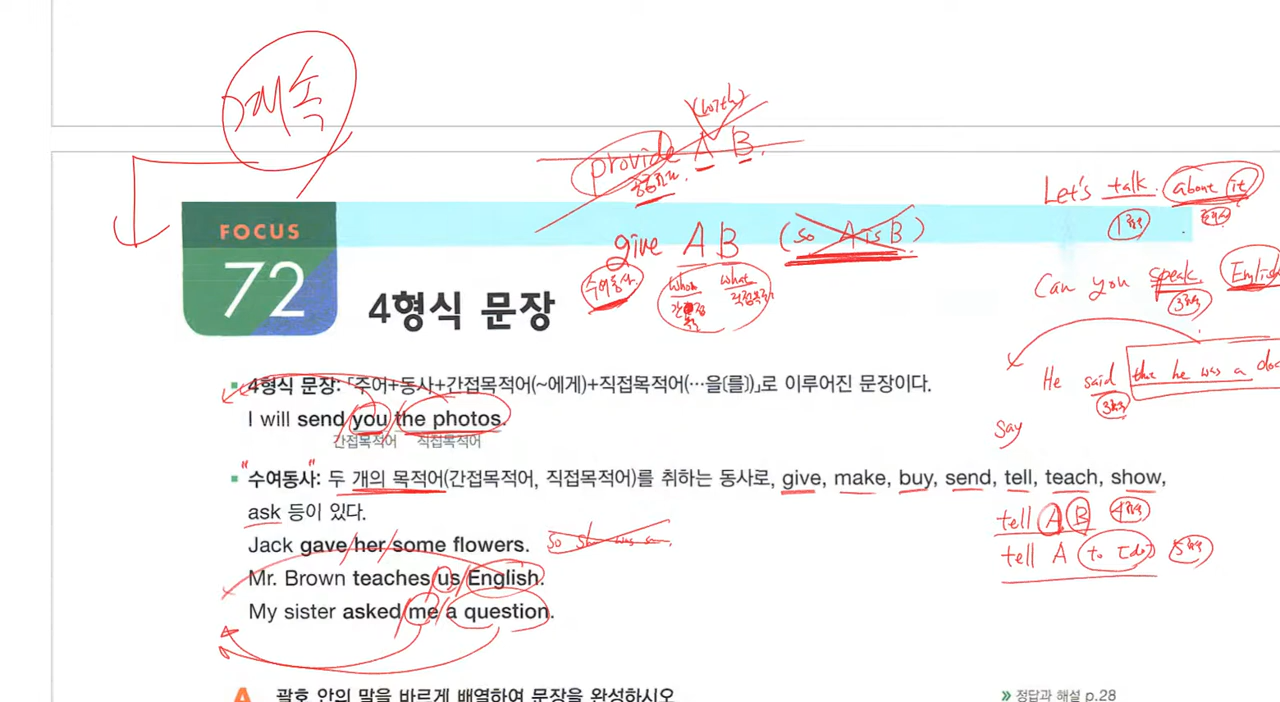 계속
(with)
provide A B.
Let's talk about it
1형식
FOCUS
72
give A B (so A is B)
수여동사
whom what
간접목적 직접목적
Can you speak English
3형식
4형식 문장
He said that he was a doc
3형식
say
4형식 문장: 「주어+동사+간접목적어(~에게)+직접목적어(…을(를))」로 이루어진 문장이다.
I will send you the photos.
간접목적어 직접목적어
"수여동사": 두 개의 목적어(간접목적어, 직접목적어)를 취하는 동사로, give, make, buy, send, tell, teach, show,
ask 등이 있다.
tell A B 4형식
Jack gave her some flowers.
tell A to do 5형식
Mr. Brown teaches us English.
My sister asked me a question.
A 괄호 안의 말을 바르게 배열하여 문장을 완성하시오.
정답과 해설 p.28